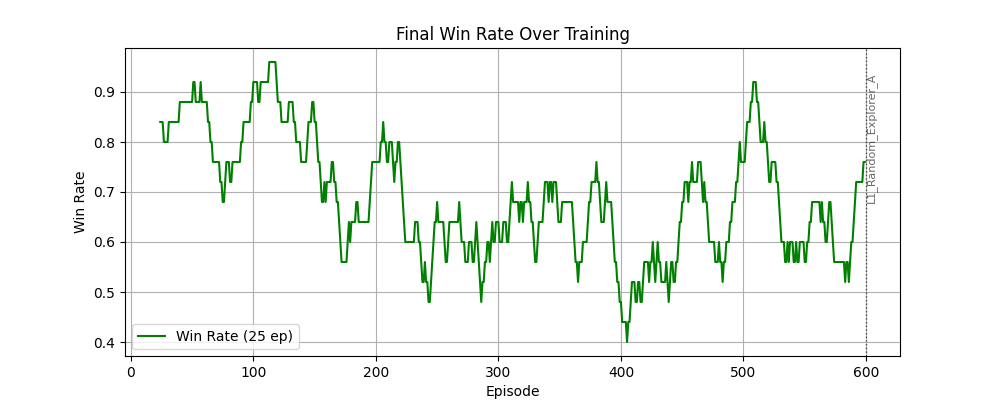 Final Win Rate Over Training
Win Rate
0.9
0.8
0.7
0.6
0.5
0.4
L1_Random_Explorer_A
Win Rate (25 ep)
0 100 200 300 400 500 600
Episode